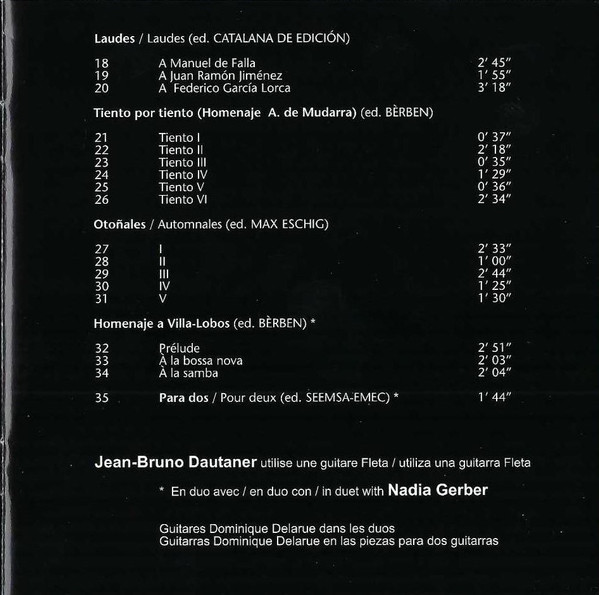 Laudes / Laudes (ed. CATALANA DE EDICIÓN)
18 A Manuel de Falla 2' 45"
19 A Juan Ramón Jiménez 1' 55"
20 A Federico García Lorca 3' 18"
Tiento por tiento (Homenaje A. de Mudarra) (ed. BÈRBEN)
21 Tiento I 0' 37"
22 Tiento II 2' 18"
23 Tiento III 0' 35"
24 Tiento IV 1' 29"
25 Tiento V 0' 36"
26 Tiento VI 2' 34"
Otoñales / Automnales (ed. MAX ESCHIG)
27 I 2' 33"
28 II 1' 00"
29 III 2' 44"
30 IV 1' 25"
31 V 1' 30"
Homenaje a Villa-Lobos (ed. BÈRBEN) *
32 Prélude 2' 51"
33 À la bossa nova 2' 03"
34 À la samba 2' 04"
35 Para dos / Pour deux (ed. SEEMSA-EMEC) * 1' 44"
Jean-Bruno Dautaner utilise une guitare Fleta / utiliza una guitarra Fleta
* En duo avec / en duo con / in duet with Nadia Gerber
Guitares Dominique Delarue dans les duos
Guitarras Dominique Delarue en las piezas para dos guitarras